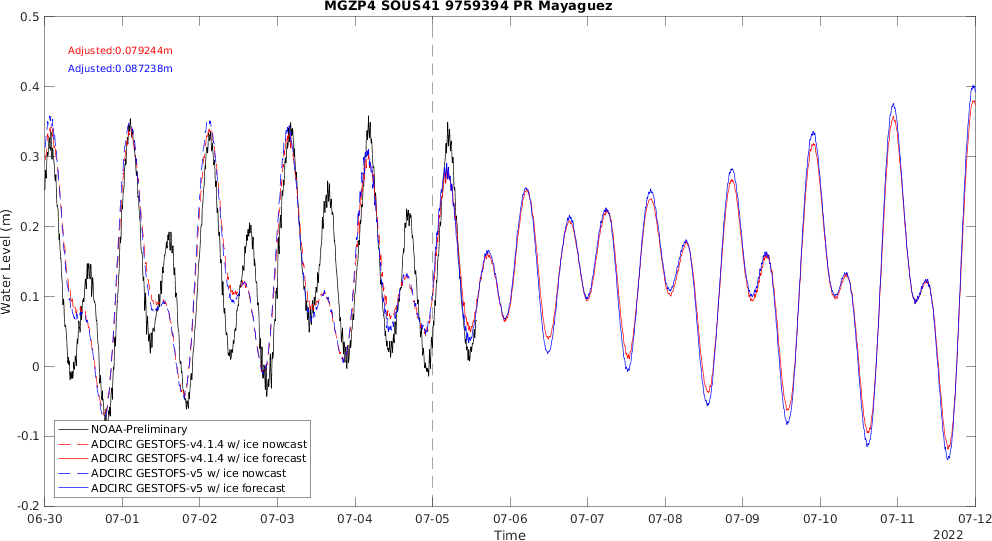 MGZP4 SOUS41 9759394 PR Mayaguez
0.5
0.4
0.3
0.2
0.1
0
-0.1
-0.2
Water Level (m)
Adjusted:0.079244m
Adjusted:0.087238m
NOAA-Preliminary
ADCIRC GESTOFS-v4.1.4 w/ ice nowcast
ADCIRC GESTOFS-v4.1.4 w/ ice forecast
ADCIRC GESTOFS-v5 w/ ice nowcast
ADCIRC GESTOFS-v5 w/ ice forecast
06-30 07-01 07-02 07-03 07-04 07-05 07-06 07-07 07-08 07-09 07-10 07-11 07-12
Time
2022